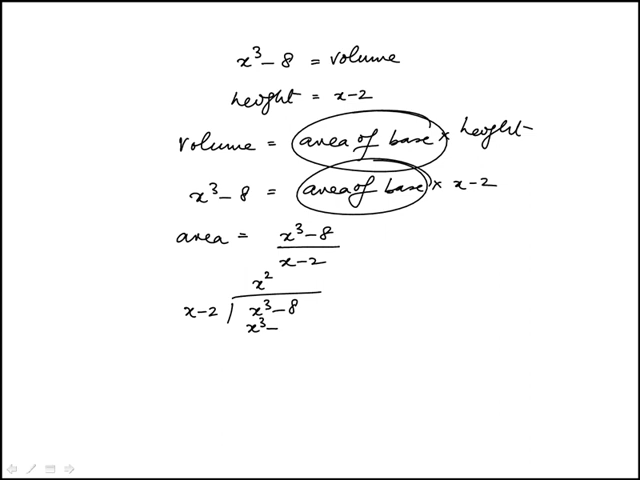 x³ - 8 = volume
height = x-2
volume = area of base × height
x³ - 8 = (area of base) × x-2
area = x³-8 / x-2
x²
x-2 | x³-8
x³-